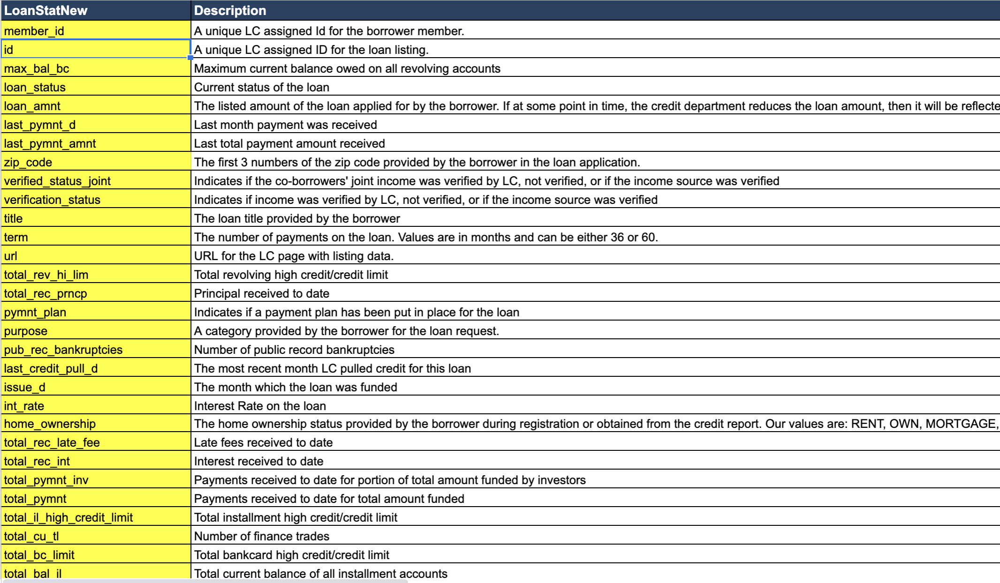 LoanStatNew Description
member_id A unique LC assigned Id for the borrower member.
id A unique LC assigned ID for the loan listing.
max_bal_bc Maximum current balance owed on all revolving accounts
loan_status Current status of the loan
loan_amnt The listed amount of the loan applied for by the borrower. If at some point in time, the credit department reduces the loan amount, then it will be reflecte
last_pymnt_d Last month payment was received
last_pymnt_amnt Last total payment amount received
zip_code The first 3 numbers of the zip code provided by the borrower in the loan application.
verified_status_joint Indicates if the co-borrowers' joint income was verified by LC, not verified, or if the income source was verified
verification_status Indicates if income was verified by LC, not verified, or if the income source was verified
title The loan title provided by the borrower
term The number of payments on the loan. Values are in months and can be either 36 or 60.
url URL for the LC page with listing data.
total_rev_hi_lim Total revolving high credit/credit limit
total_rec_prncp Principal received to date
pymnt_plan Indicates if a payment plan has been put in place for the loan
purpose A category provided by the borrower for the loan request.
pub_rec_bankruptcies Number of public record bankruptcies
last_credit_pull_d The most recent month LC pulled credit for this loan
issue_d The month which the loan was funded
int_rate Interest Rate on the loan
home_ownership The home ownership status provided by the borrower during registration or obtained from the credit report. Our values are: RENT, OWN, MORTGAGE,
total_rec_late_fee Late fees received to date
total_rec_int Interest received to date
total_pymnt_inv Payments received to date for portion of total amount funded by investors
total_pymnt Payments received to date for total amount funded
total_il_high_credit_limit Total installment high credit/credit limit
total_cu_tl Number of finance trades
total_bc_limit Total bankcard high credit/credit limit
total_bal_il Total current balance of all installment accounts